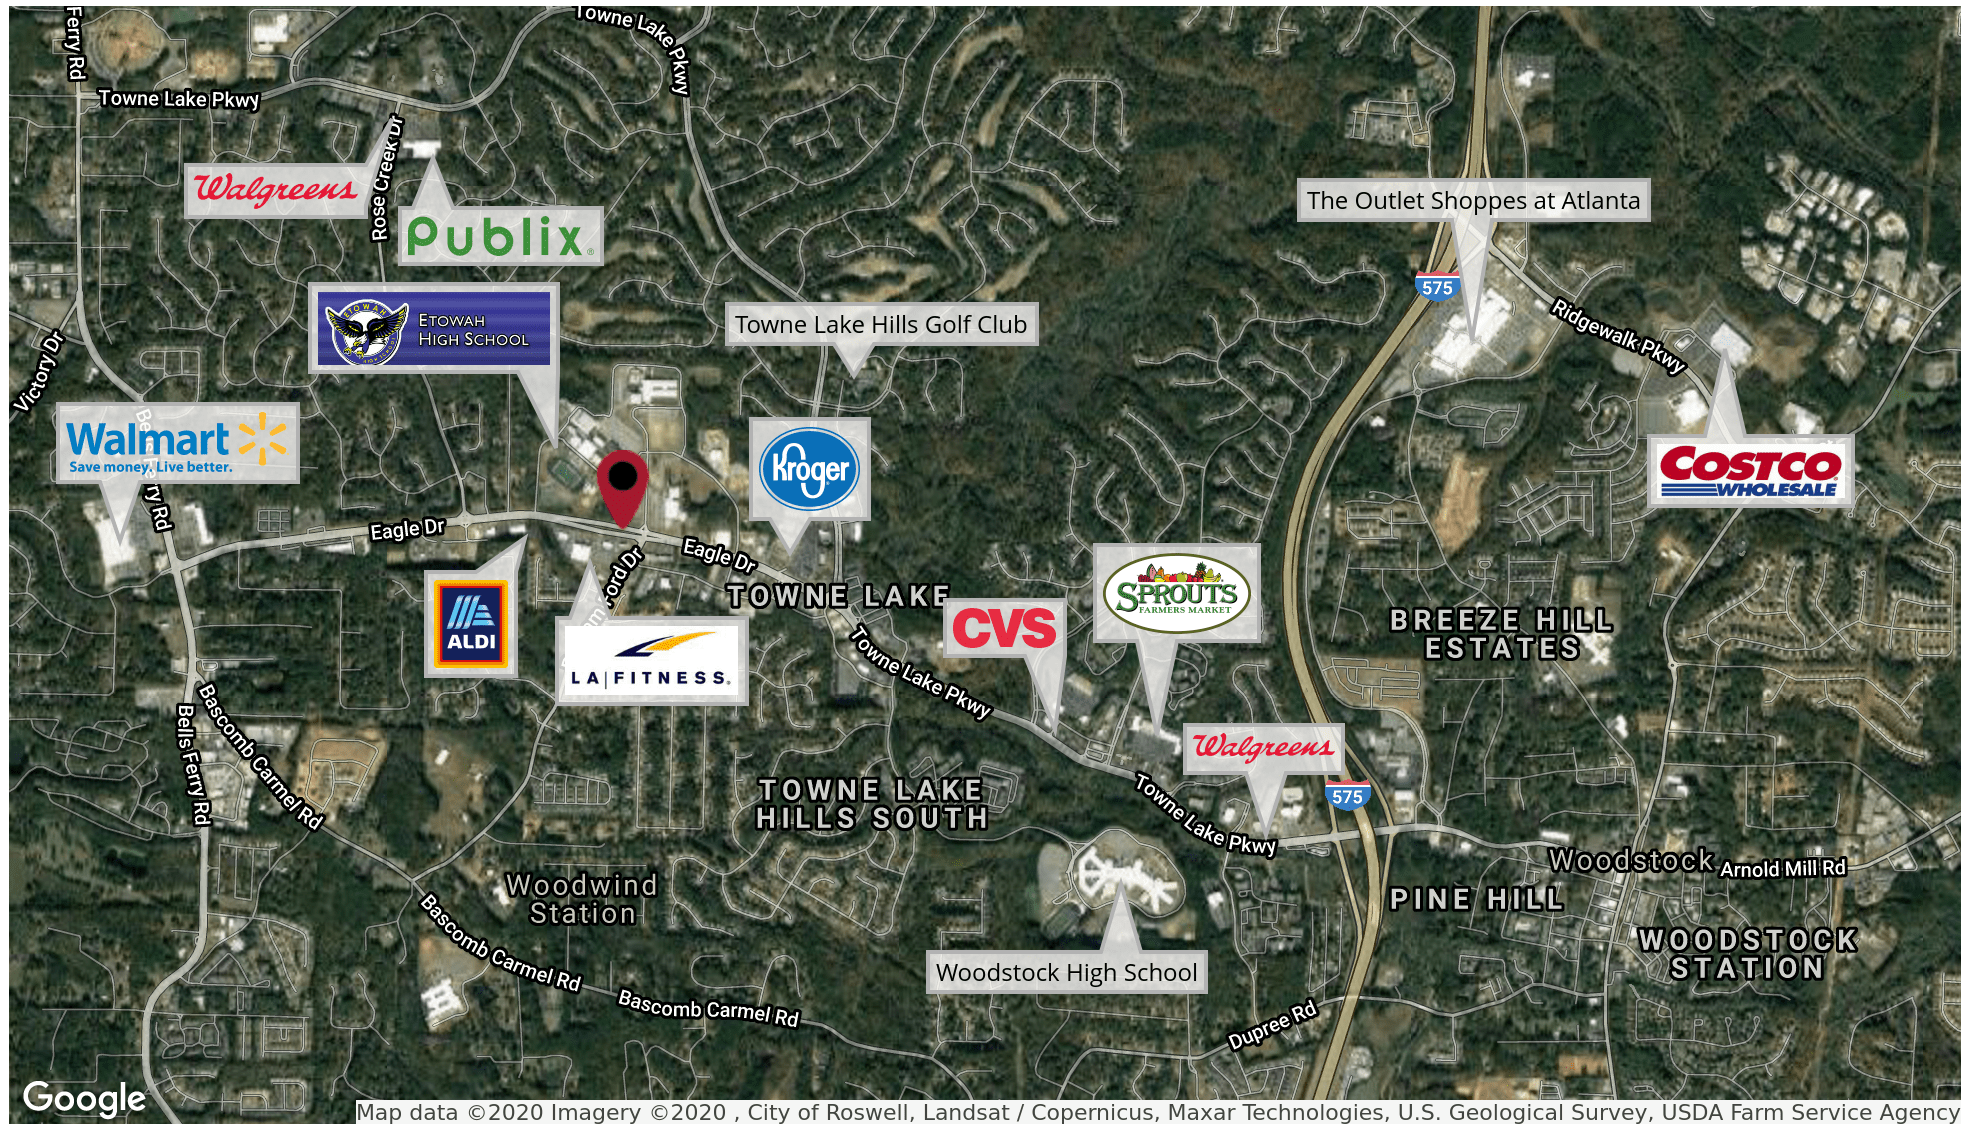 Ferry Rd
Towne Lake Pkwy
Towne Lake Pkwy
Rose Creek Dr
Walgreens
Publix
The Outlet Shoppes at Atlanta
575
Ridgewalk Pkwy
ETOWAH
ETOWAH
HIGH SCHOOL
Towne Lake Hills Golf Club
Victory Dr
Walmart
Save money. Live better.
Kroger
COSTCO
WHOLESALE
Eagle Dr
Eagle Dr
ALDI
LA|FITNESS
TOWNE LAKE
CVS
SPROUTS
FARMERS MARKET
BREEZE HILL
ESTATES
Towne Lake Pkwy
Bells Ferry Rd
Bascomb Carmel Rd
Walgreens
575
TOWNE LAKE
HILLS SOUTH
Towne Lake Pkwy
Woodstock
Arnold Mill Rd
Woodwind
Station
PINE HILL
Bascomb Carmel Rd
WOODSTOCK
STATION
Woodstock High School
Bascomb Carmel Rd
Dupree Rd
Google
Map data ©2020 Imagery ©2020 , City of Roswell, Landsat / Copernicus, Maxar Technologies, U.S. Geological Survey, USDA Farm Service Agency